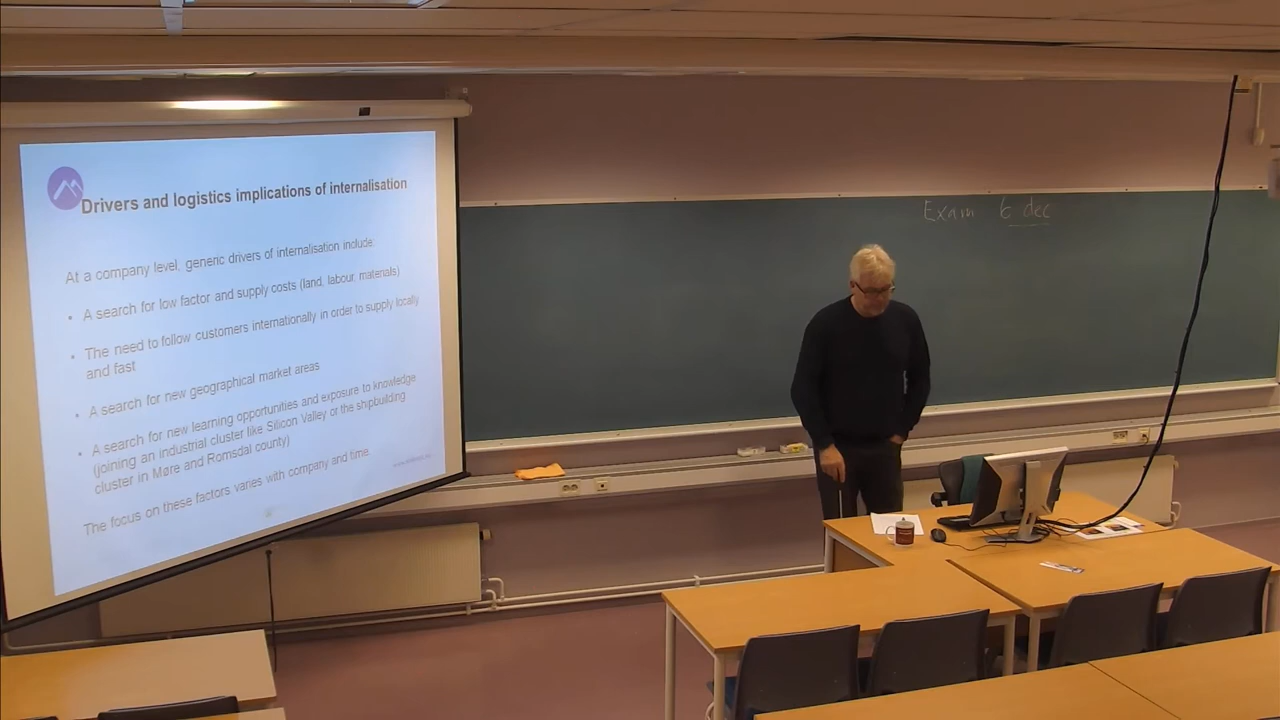 Drivers and logistics implications of internalisation
At a company level, generic drivers of internalisation include:
• A search for low factor and supply costs (land, labour, materials)
• The need to follow customers internationally in order to supply locally
and fast
• A search for new geographical market areas
• A search for new learning opportunities and exposure to knowledge
(joining an industrial cluster like Silicon Valley or the shipbuilding
cluster in Møre and Romsdal county)
The focus on these factors varies with company and time
Exam 6 dec